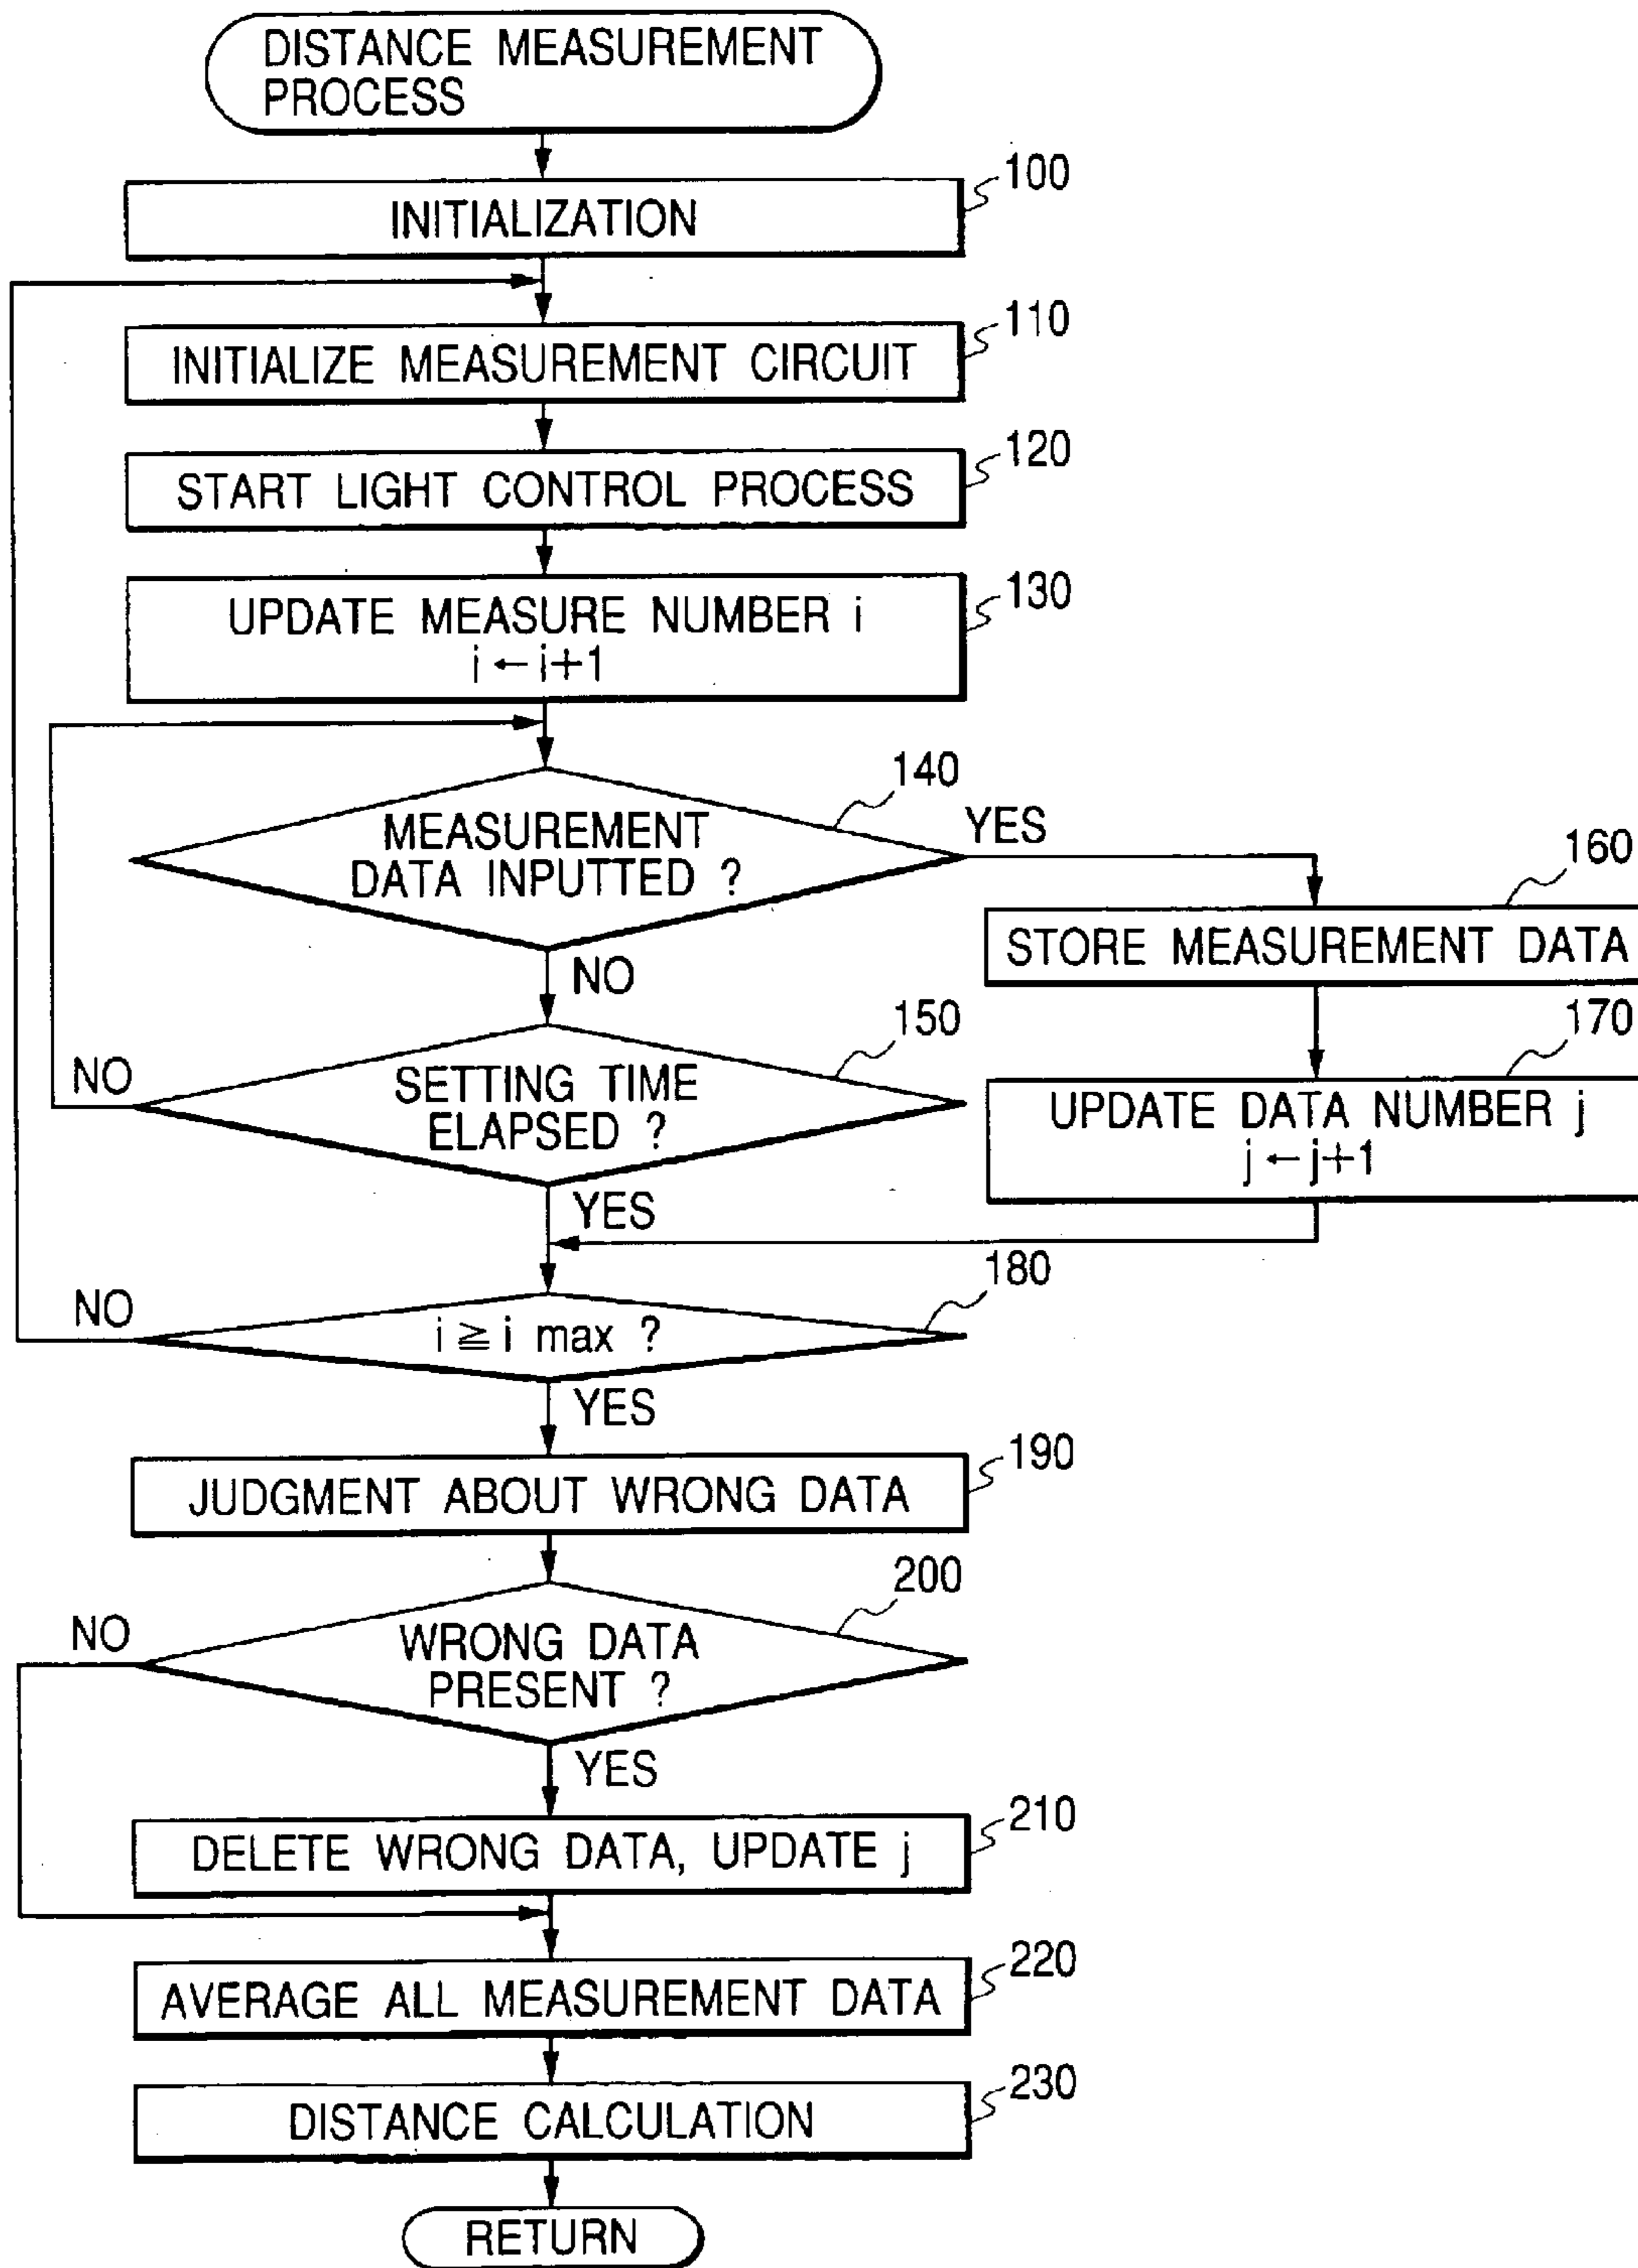 DISTANCE MEASUREMENT
PROCESS
100
INITIALIZATION
110
INITIALIZE MEASUREMENT CIRCUIT
120
START LIGHT CONTROL PROCESS
130
UPDATE MEASURE NUMBER i
i ← i+1
140
MEASUREMENT
DATA INPUTTED ?
YES
NO
160
STORE MEASUREMENT DATA
150
SETTING TIME
ELAPSED ?
NO
YES
170
UPDATE DATA NUMBER j
j ← j+1
180
i ≧ i max ?
NO
YES
190
JUDGMENT ABOUT WRONG DATA
200
WRONG DATA
PRESENT ?
NO
YES
210
DELETE WRONG DATA, UPDATE j
220
AVERAGE ALL MEASUREMENT DATA
230
DISTANCE CALCULATION
RETURN